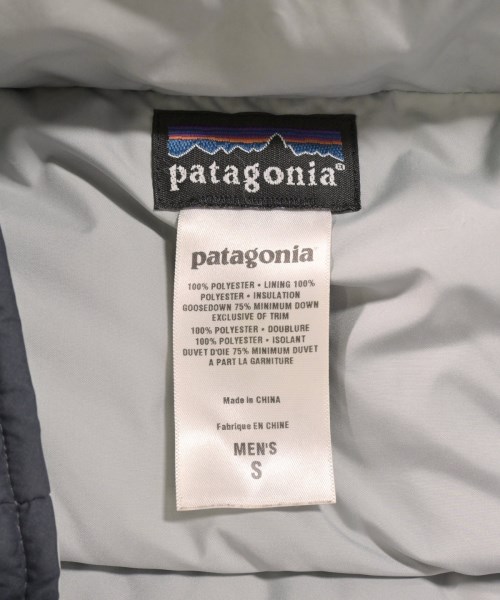 patagonia®
patagonia®
100% POLYESTER • LINING 100%
POLYESTER • INSULATION
GOOSEDOWN 75% MINIMUM DOWN
EXCLUSIVE OF TRIM
100% POLYESTER • DOUBLURE
100% POLYESTER • ISOLANT
DUVET D'OIE 75% MINIMUM DUVET
A PART LA GARNITURE
Made in CHINA
Fabrique EN CHINE
MEN'S
S